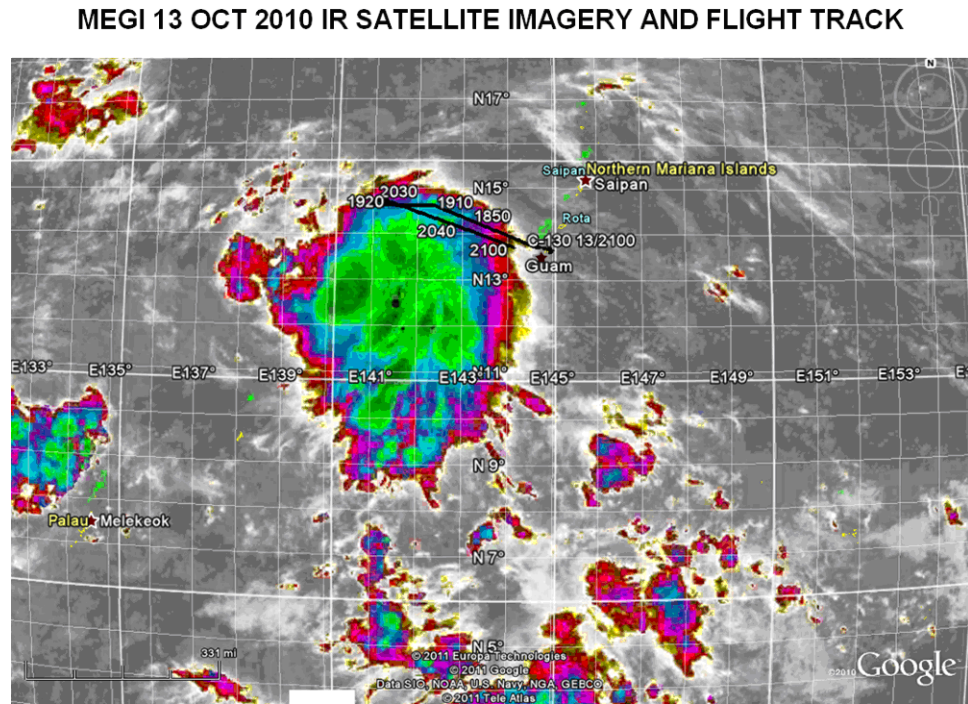 MEGI 13 OCT 2010 IR SATELLITE IMAGERY AND FLIGHT TRACK
N
N17°
Saipan Northern Mariana Islands
Saipan
N15°
2030
1920
1910
1850
Rota
2040
C-130 13/2100
2100
Guam
N13°
E133° E135° E137° E139° E141° E143° N11° E145° E147° E149° E151° E153°
N 9°
Palau Melekeok
N 7°
N 5°
331 mi
© 2011 Europa Technologies
© 2011 Google
Data SIO, NOAA, U.S. Navy, NGA, GEBCO
© 2011 Tele Atlas
©2010 Google